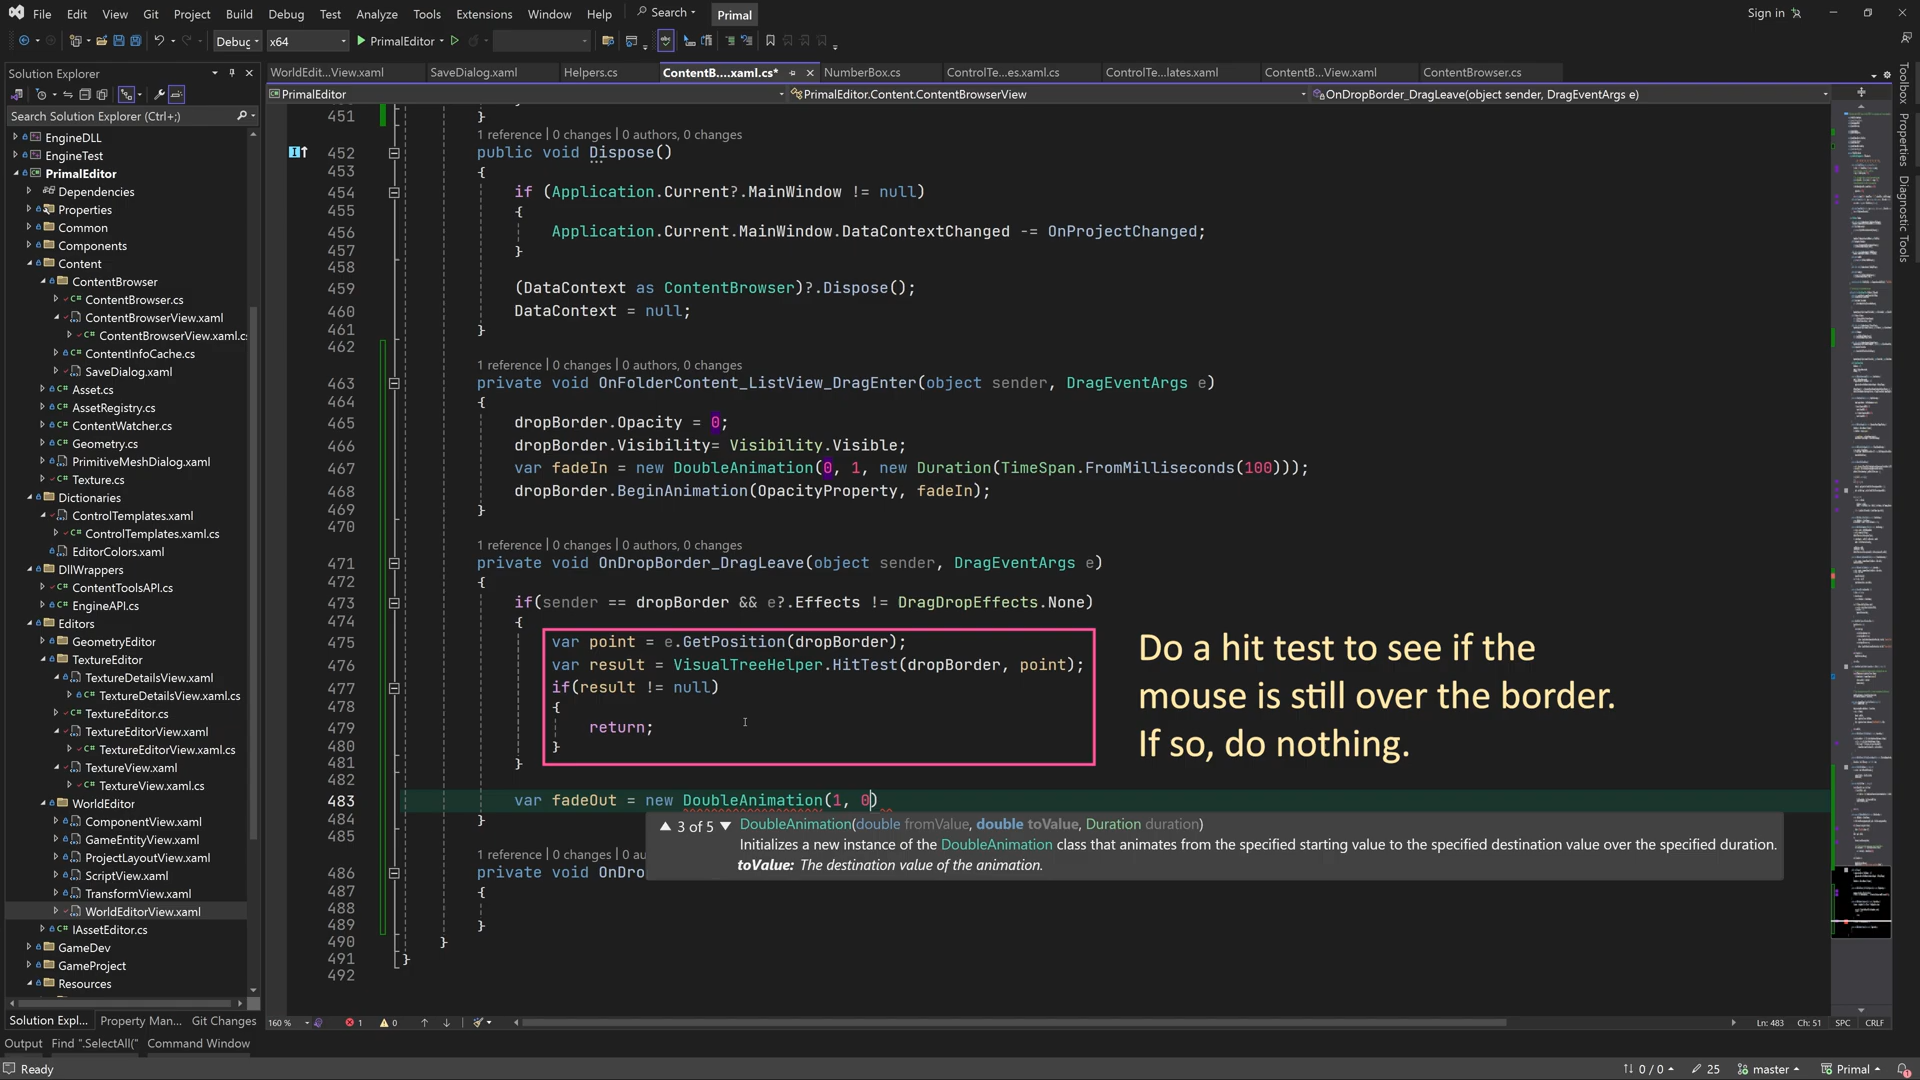 File Edit View Git Project Build Debug Test Analyze Tools Extensions Window Help Search Primal Sign in
Debug x64 PrimalEditor
Solution Explorer
WorldEdit...View.xaml SaveDialog.xaml Helpers.cs ContentB....xaml.cs* NumberBox.cs ControlTe...es.xaml.cs ControlTe...lates.xaml ContentB...View.xaml ContentBrowser.cs
PrimalEditor PrimalEditor.Content.ContentBrowserView OnDropBorder_DragLeave(object sender, DragEventArgs e)
Search Solution Explorer (Ctrl+;)
EngineDLL
EngineTest
PrimalEditor
Dependencies
Properties
Common
Components
Content
ContentBrowser
ContentBrowser.cs
ContentBrowserView.xaml
ContentBrowserView.xaml.c
ContentInfoCache.cs
SaveDialog.xaml
Asset.cs
AssetRegistry.cs
ContentWatcher.cs
Geometry.cs
PrimitiveMeshDialog.xaml
Texture.cs
Dictionaries
ControlTemplates.xaml
ControlTemplates.xaml.cs
EditorColors.xaml
DllWrappers
ContentToolsAPI.cs
EngineAPI.cs
Editors
GeometryEditor
TextureEditor
TextureDetailsView.xaml
TextureDetailsView.xaml.cs
TextureEditor.cs
TextureEditorView.xaml
TextureEditorView.xaml.cs
TextureView.xaml
TextureView.xaml.cs
WorldEditor
ComponentView.xaml
GameEntityView.xaml
ProjectLayoutView.xaml
ScriptView.xaml
TransformView.xaml
WorldEditorView.xaml
IAssetEditor.cs
GameDev
GameProject
Resources
451 }
1 reference | 0 changes | 0 authors, 0 changes
452 public void Dispose()
453 {
454 if (Application.Current?.MainWindow != null)
455 {
456 Application.Current.MainWindow.DataContextChanged -= OnProjectChanged;
457 }
458
459 (DataContext as ContentBrowser)?.Dispose();
460 DataContext = null;
461 }
462
1 reference | 0 changes | 0 authors, 0 changes
463 private void OnFolderContent_ListView_DragEnter(object sender, DragEventArgs e)
464 {
465 dropBorder.Opacity = 0;
466 dropBorder.Visibility= Visibility.Visible;
467 var fadeIn = new DoubleAnimation(0, 1, new Duration(TimeSpan.FromMilliseconds(100)));
468 dropBorder.BeginAnimation(OpacityProperty, fadeIn);
469 }
470
1 reference | 0 changes | 0 authors, 0 changes
471 private void OnDropBorder_DragLeave(object sender, DragEventArgs e)
472 {
473 if(sender == dropBorder && e?.Effects != DragDropEffects.None)
474 {
475 var point = e.GetPosition(dropBorder);
476 var result = VisualTreeHelper.HitTest(dropBorder, point);
477 if(result != null)
478 {
479 return;
480 }
481 }
482
483 var fadeOut = new DoubleAnimation(1, 0)
484 }
485
1 reference | 0 changes | 0 au
486 private void OnDro
487 {
488
489 }
490 }
491 }
492
Do a hit test to see if the
mouse is still over the border.
If so, do nothing.
3 of 5 DoubleAnimation(double fromValue, double toValue, Duration duration)
Initializes a new instance of the DoubleAnimation class that animates from the specified starting value to the specified destination value over the specified duration.
toValue: The destination value of the animation.
Toolbox
Properties
Diagnostic Tools
Solution Expl... Property Man... Git Changes
160 % 1 0 Ln: 483 Ch: 51 SPC CRLF
Output Find ".SelectAll(" Command Window
Ready 0 / 0 25 master Primal